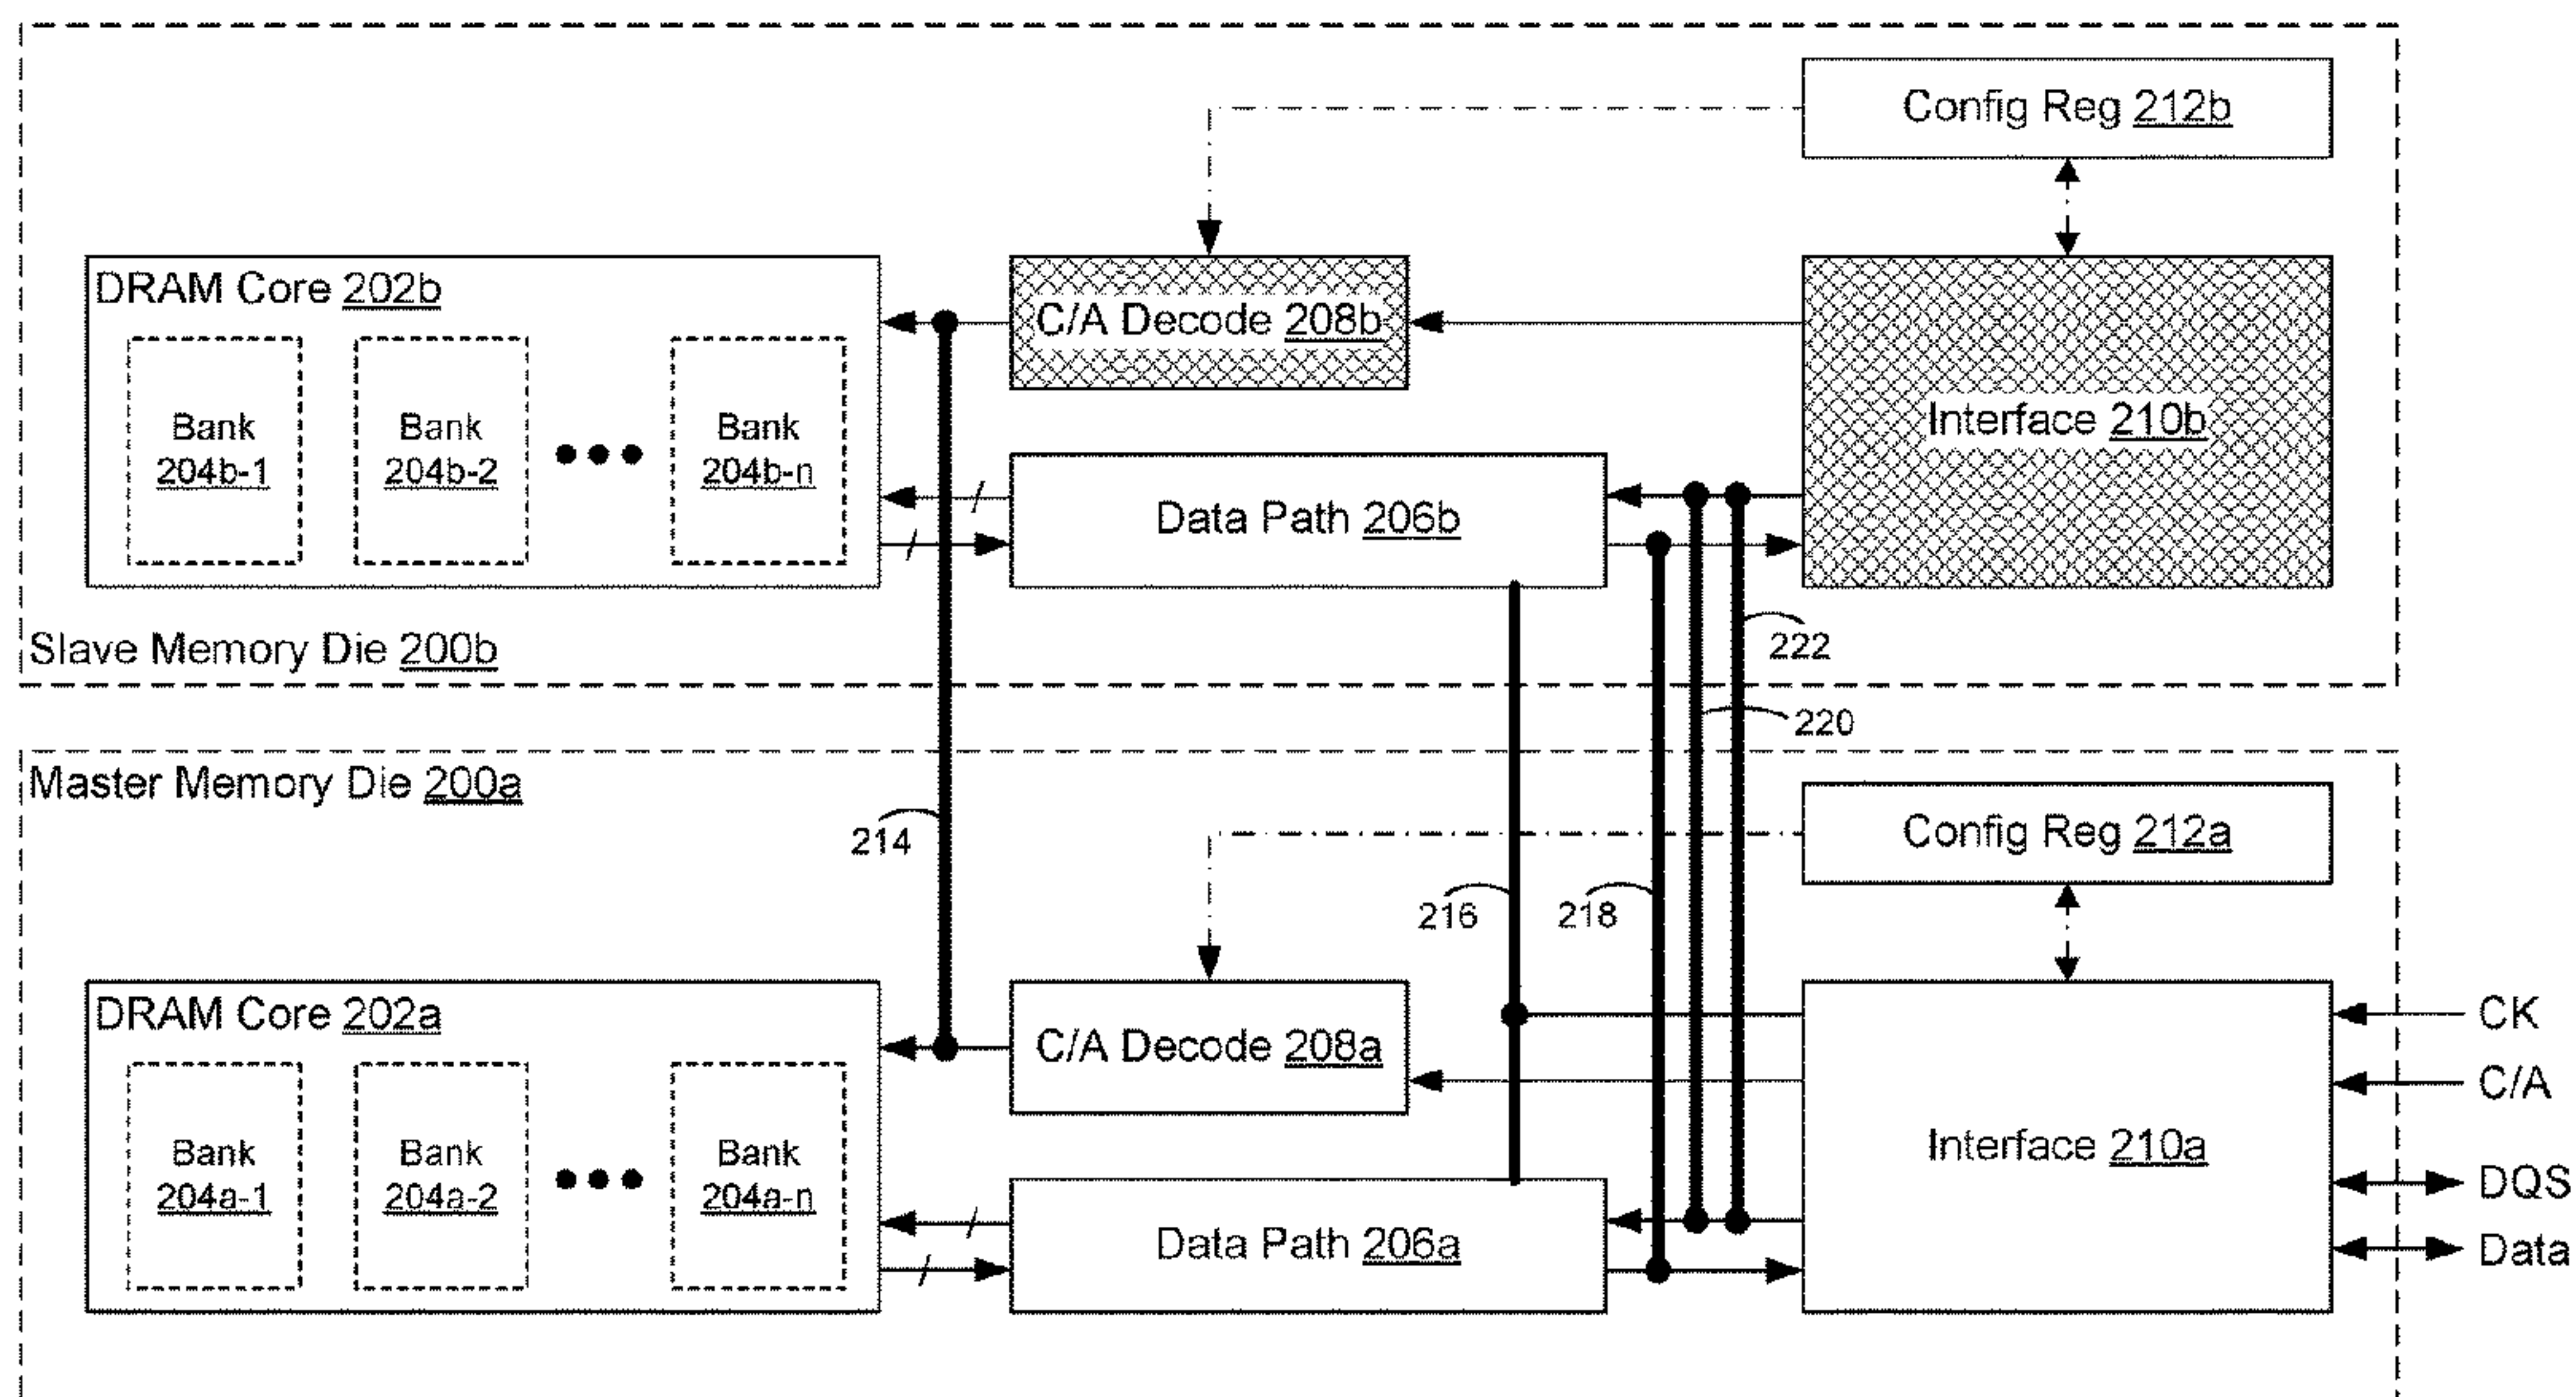 Config Reg 212b
DRAM Core 202b
C/A Decode 208b
Bank
204b-1
Bank
204b-2
Bank
204b-n
Interface 210b
Data Path 206b
Slave Memory Die 200b
222
220
Master Memory Die 200a
214
Config Reg 212a
216
218
DRAM Core 202a
C/A Decode 208a
CK
C/A
Bank
204a-1
Bank
204a-2
Bank
204a-n
Interface 210a
DQS
Data Path 206a
Data